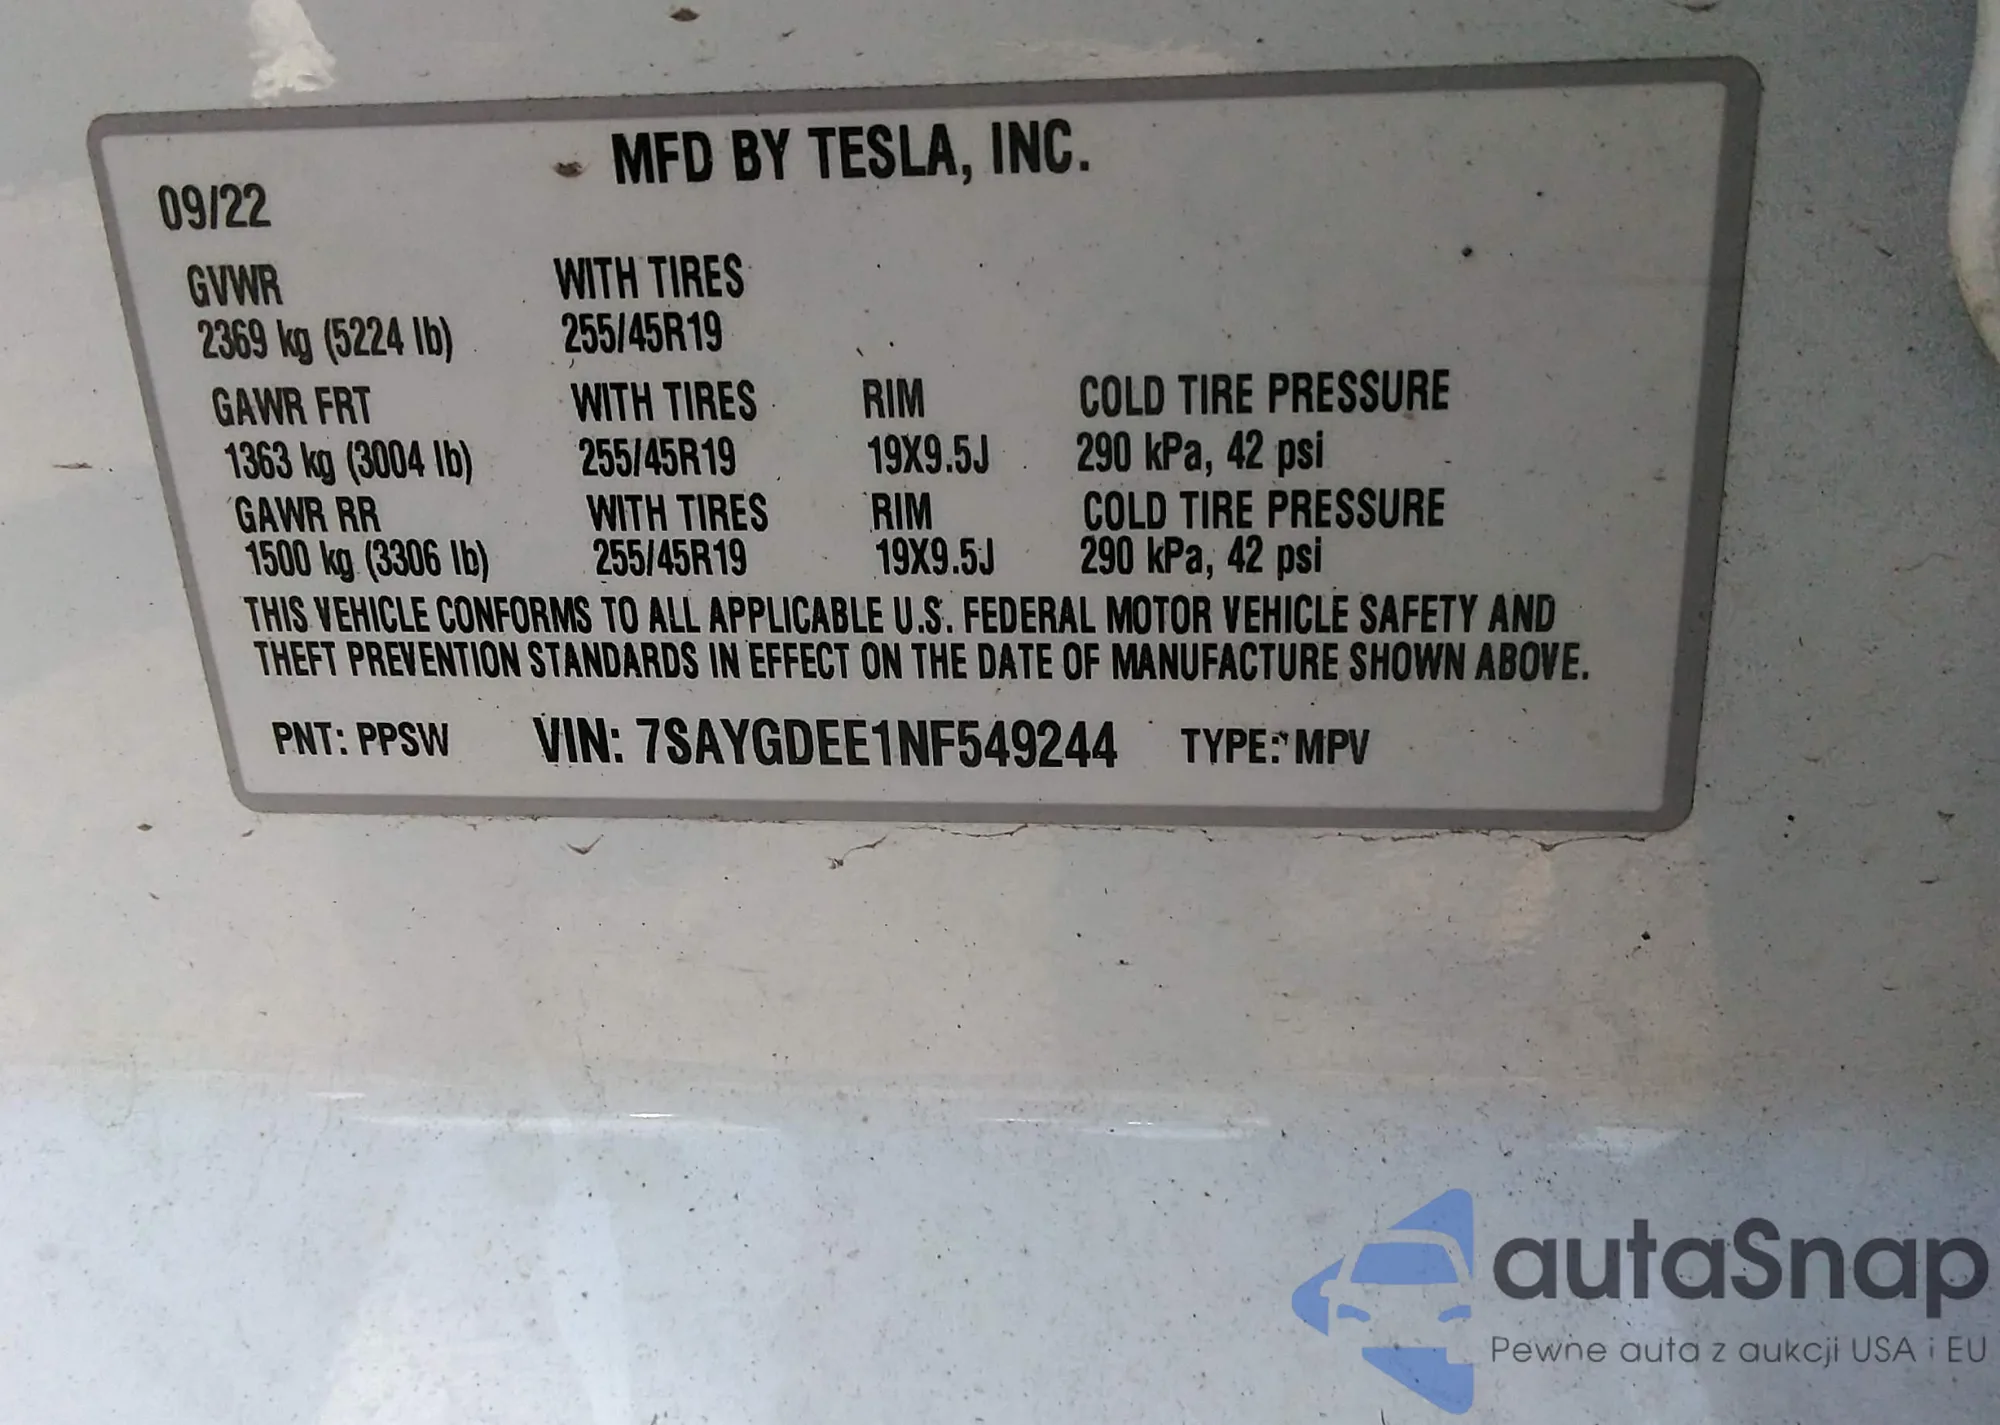 MFD BY TESLA, INC.
09/22
GVWR WITH TIRES
2369 kg (5224 lb) 255/45R19
GAWR FRT WITH TIRES RIM COLD TIRE PRESSURE
1363 kg (3004 lb) 255/45R19 19X9.5J 290 kPa, 42 psi
GAWR RR WITH TIRES RIM COLD TIRE PRESSURE
1500 kg (3306 lb) 255/45R19 19X9.5J 290 kPa, 42 psi
THIS VEHICLE CONFORMS TO ALL APPLICABLE U.S. FEDERAL MOTOR VEHICLE SAFETY AND
THEFT PREVENTION STANDARDS IN EFFECT ON THE DATE OF MANUFACTURE SHOWN ABOVE.
PNT: PPSW VIN: 7SAYGDEE1NF549244 TYPE: MPV
autaSnap
Pewne auta z aukcji USA i EU